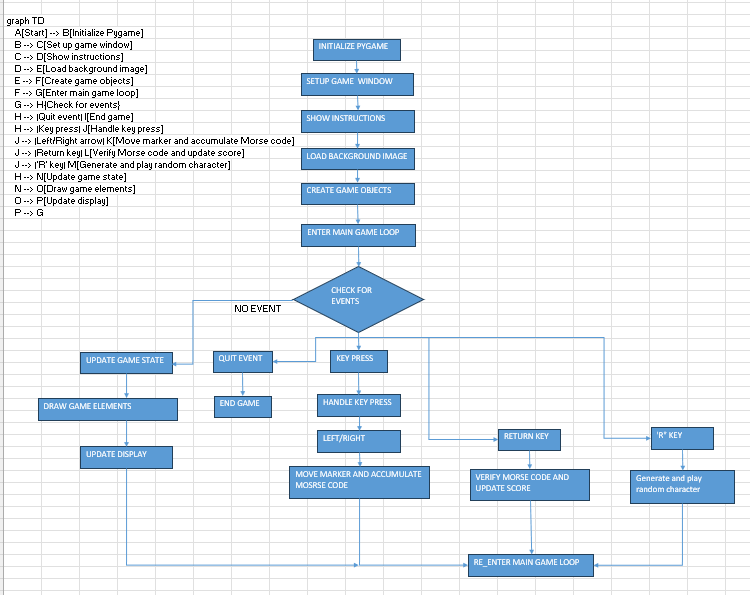 graph TD
A[Start] --> B[Initialize Pygame]
B --> C[Set up game window]
C --> D[Show instructions]
D --> E[Load background image]
E --> F[Create game objects]
F --> G[Enter main game loop]
G --> H{Check for events}
H --> |Quit event| I[End game]
H --> |Key press| J[Handle key press]
J --> |Left/Right arrow| K[Move marker and accumulate Morse code]
J --> |Return key| L[Verify Morse code and update score]
J --> |'R' key| M[Generate and play random character]
H --> N[Update game state]
N --> O[Draw game elements]
O --> P[Update display]
P --> G
INITIALIZE PYGAME
SETUP GAME WINDOW
SHOW INSTRUCTIONS
LOAD BACKGROUND IMAGE
CREATE GAME OBJECTS
ENTER MAIN GAME LOOP
CHECK FOR
EVENTS
NO EVENT
UPDATE GAME STATE
QUIT EVENT
KEY PRESS
DRAW GAME ELEMENTS
END GAME
HANDLE KEY PRESS
UPDATE DISPLAY
LEFT/RIGHT
RETURN KEY
'R" KEY
MOVE MARKER AND ACCUMULATE
MOSRSE CODE
VERIFY MORSE CODE AND
UPDATE SCORE
Generate and play
random character
RE_ENTER MAIN GAME LOOP